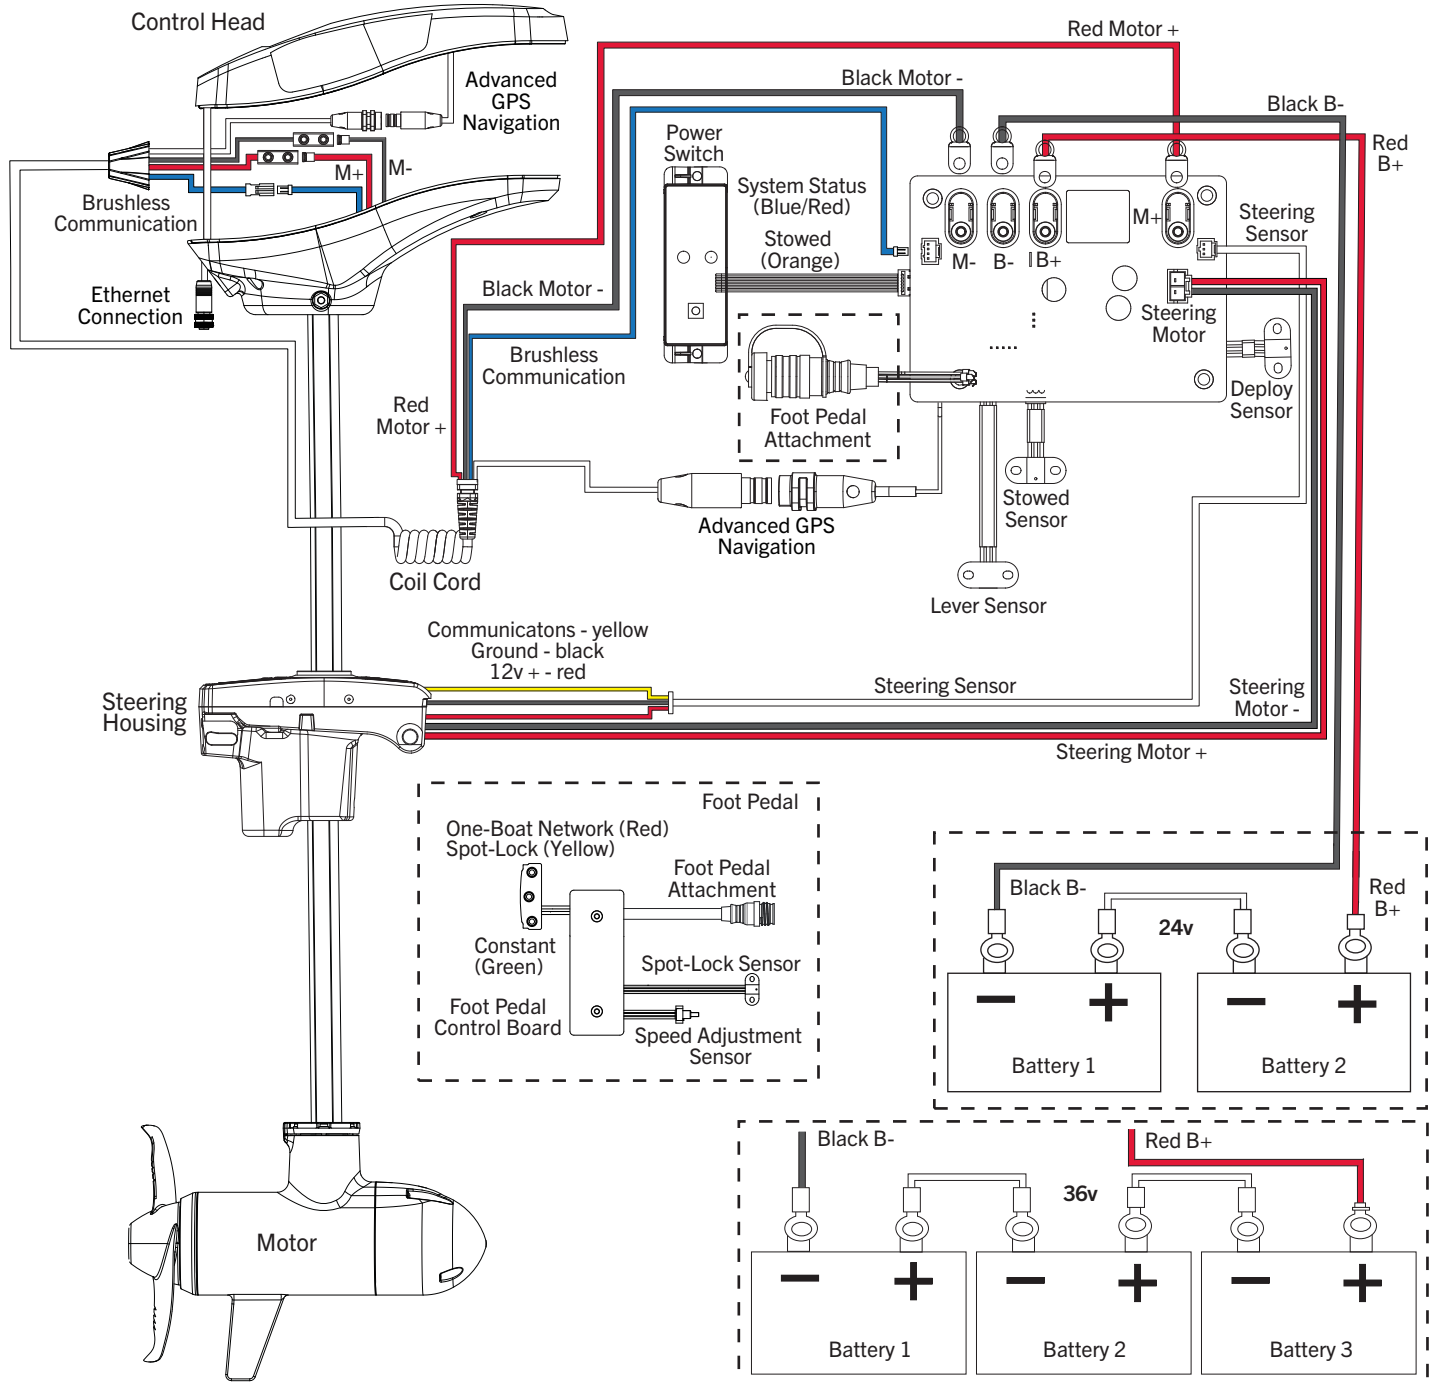 Control Head
Red Motor +
Black Motor -
Black B-
Red
B+
Advanced
GPS
Navigation
M+
M-
Brushless
Communication
Ethernet
Connection
Power
Switch
System Status
(Blue/Red)
Stowed
(Orange)
M-
B-
B+
M+
Steering
Sensor
Steering
Motor
Deploy
Sensor
Black Motor -
Brushless
Communication
Red
Motor +
Foot Pedal
Attachment
Advanced GPS
Navigation
Stowed
Sensor
Lever Sensor
Coil Cord
Communicatons - yellow
Ground - black
12v + - red
Steering Sensor
Steering
Motor -
Steering Motor +
Steering
Housing
Foot Pedal
One-Boat Network (Red)
Spot-Lock (Yellow)
Foot Pedal
Attachment
Constant
(Green)
Spot-Lock Sensor
Foot Pedal
Control Board
Speed Adjustment
Sensor
Black B-
24v
Red
B+
− +
− +
Battery 1
Battery 2
Black B-
Red B+
36v
− +
− +
− +
Battery 1
Battery 2
Battery 3
Motor